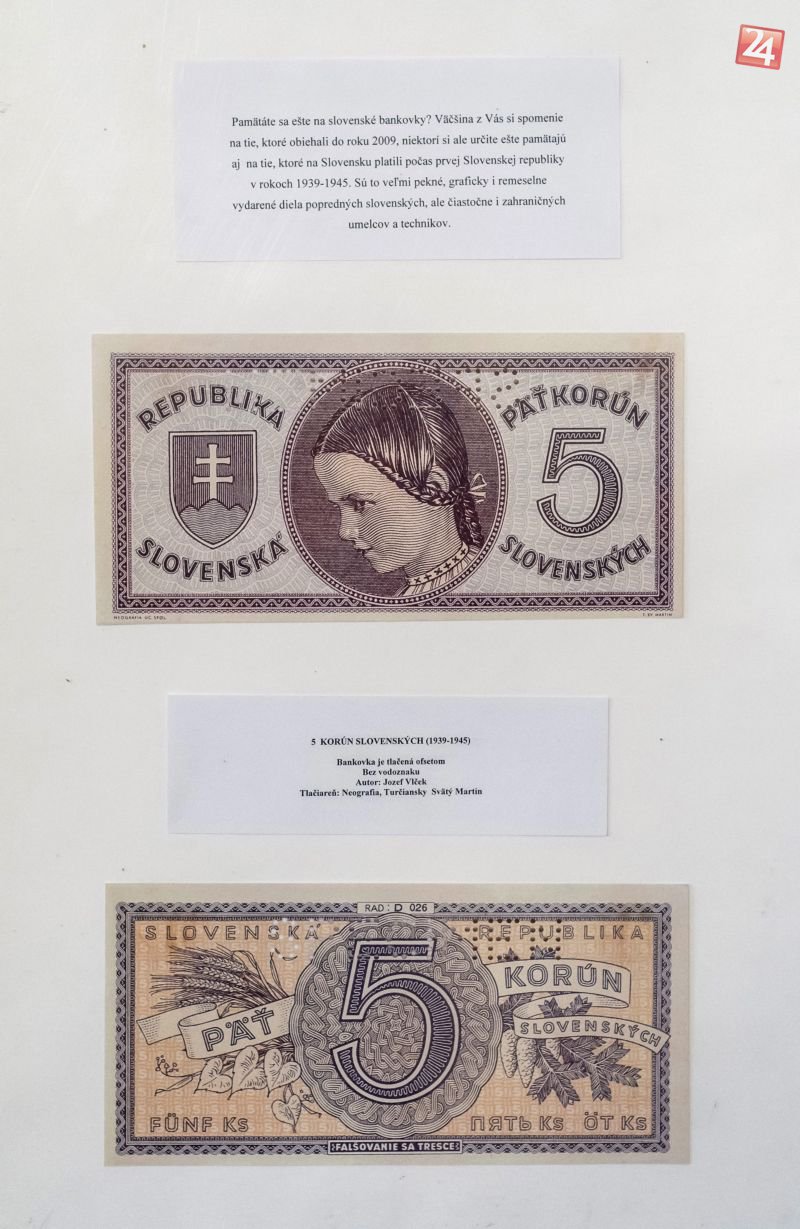 24
Pamätáte sa ešte na slovenské bankovky? Väčšina z Vás si spomenie
na tie, ktoré obiehali do roku 2009, niektorí si ale určite ešte pamätajú
aj na tie, ktoré na Slovensku platili počas prvej Slovenskej republiky
v rokoch 1939-1945. Sú to veľmi pekné, graficky i remeselne
vydarené diela popredných slovenských, ale čiastočne i zahraničných
umelcov a technikov.
REPUBLIKA
SLOVENSKÁ
PÄŤ KORÚN
5
SLOVENSKÝCH
NEOGRAFIA UČ SPOL
T. SV. MARTIN
5 KORÚN SLOVENSKÝCH (1939-1945)
Bankovka je tlačená ofsetom
Bez vodoznaku
Autor: Jozef Vlček
Tlačiareň: Neografia, Turčiansky Svätý Martin
RAD: D 026
SLOVENSKÁ REPUBLIKA
PÄŤ
5
KORÚN
SLOVENSKÝCH
FÜNF Ks
ПЯТЬ Ks ÖT Ks
FALŠOVANIE SA TRESCE